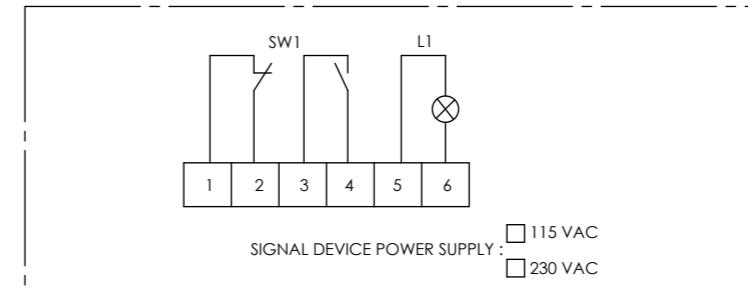 SW1 L1
1 2 3 4 5 6
SIGNAL DEVICE POWER SUPPLY :
115 VAC
230 VAC